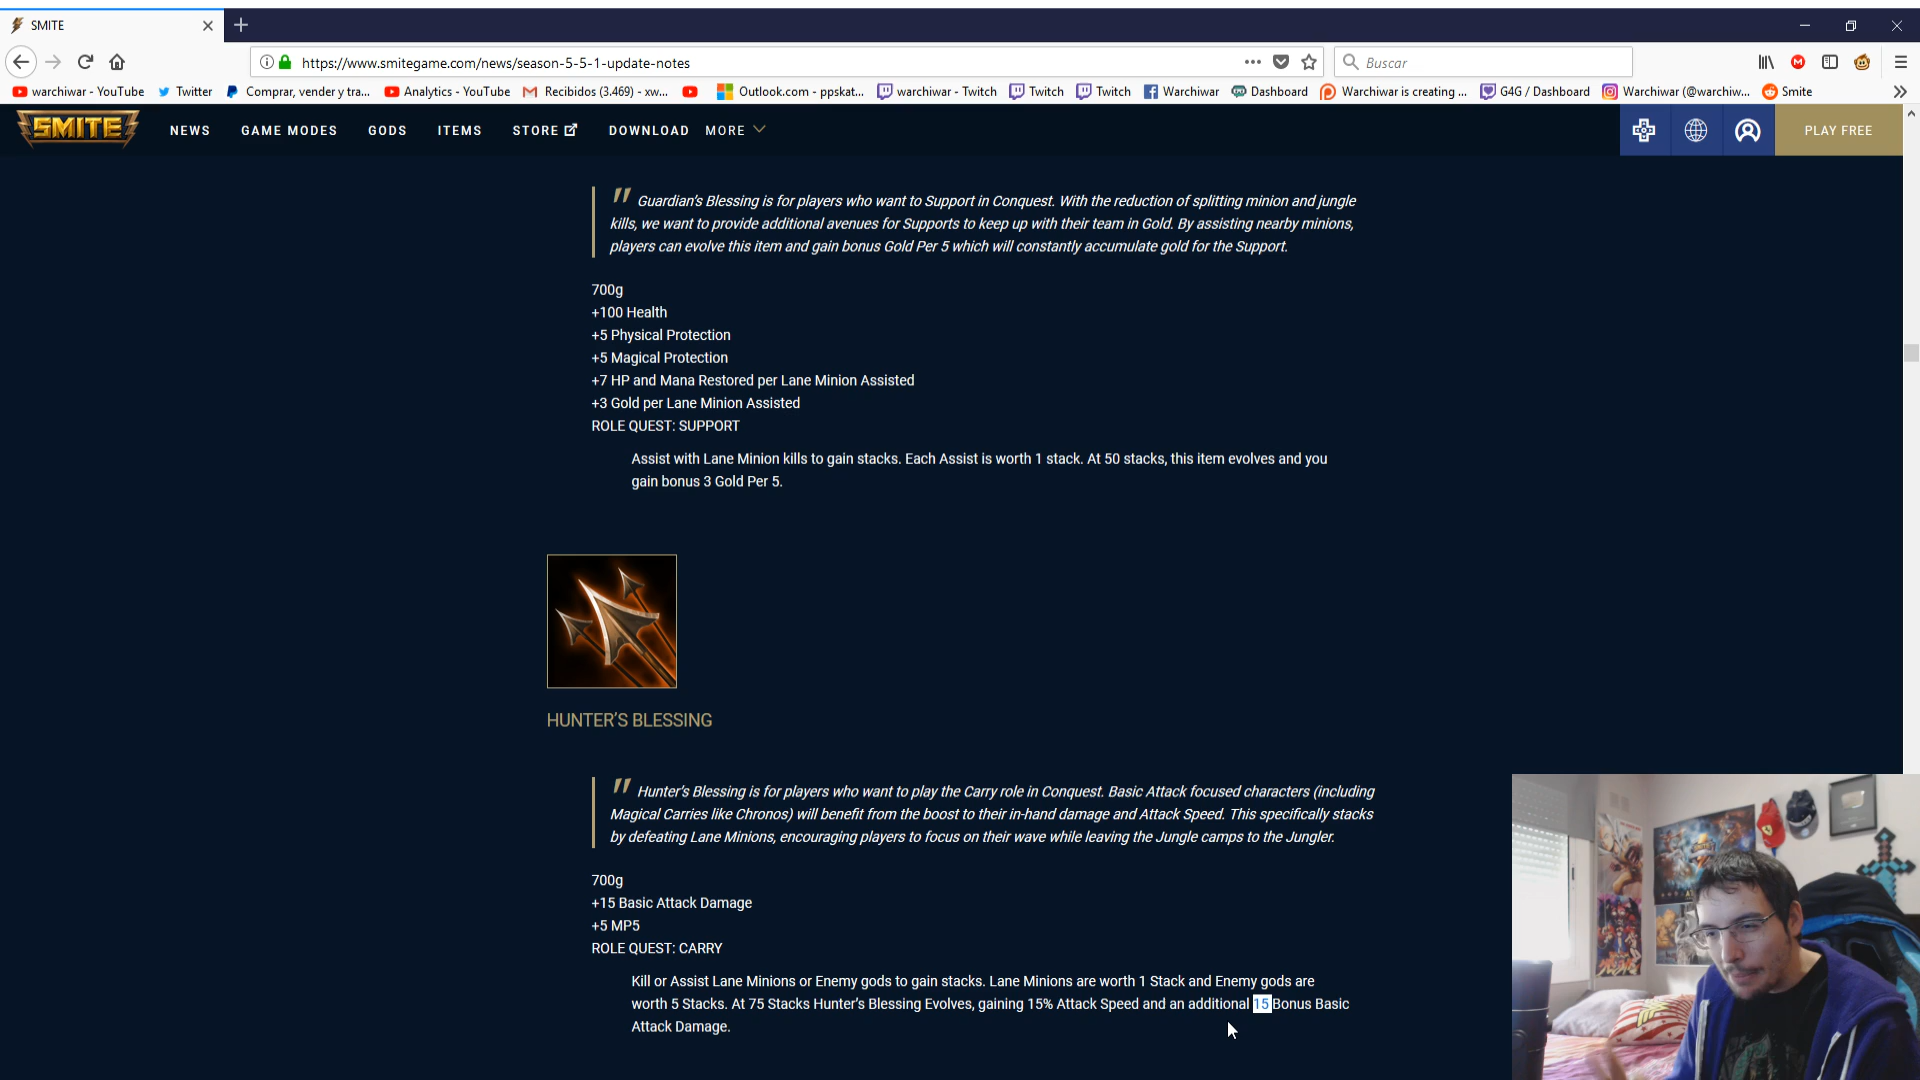 SMITE
https://www.smitegame.com/news/season-5-5-1-update-notes
Buscar
warchiwar - YouTube
Twitter
Comprar, vender y tra...
Analytics - YouTube
Recibidos (3.469) - xw...
Outlook.com - ppskat...
warchiwar - Twitch
Twitch
Twitch
Warchiwar
Dashboard
Warchiwar is creating ...
G4G / Dashboard
Warchiwar (@warchiw...
Smite
SMITE
NEWS
GAME MODES
GODS
ITEMS
STORE
DOWNLOAD
MORE
PLAY FREE
" Guardian's Blessing is for players who want to Support in Conquest. With the reduction of splitting minion and jungle
kills, we want to provide additional avenues for Supports to keep up with their team in Gold. By assisting nearby minions,
players can evolve this item and gain bonus Gold Per 5 which will constantly accumulate gold for the Support.
700g
+100 Health
+5 Physical Protection
+5 Magical Protection
+7 HP and Mana Restored per Lane Minion Assisted
+3 Gold per Lane Minion Assisted
ROLE QUEST: SUPPORT
Assist with Lane Minion kills to gain stacks. Each Assist is worth 1 stack. At 50 stacks, this item evolves and you
gain bonus 3 Gold Per 5.
HUNTER'S BLESSING
" Hunter's Blessing is for players who want to play the Carry role in Conquest. Basic Attack focused characters (including
Magical Carries like Chronos) will benefit from the boost to their in-hand damage and Attack Speed. This specifically stacks
by defeating Lane Minions, encouraging players to focus on their wave while leaving the Jungle camps to the Jungler.
700g
+15 Basic Attack Damage
+5 MP5
ROLE QUEST: CARRY
Kill or Assist Lane Minions or Enemy gods to gain stacks. Lane Minions are worth 1 Stack and Enemy gods are
worth 5 Stacks. At 75 Stacks Hunter's Blessing Evolves, gaining 15% Attack Speed and an additional 15 Bonus Basic
Attack Damage.